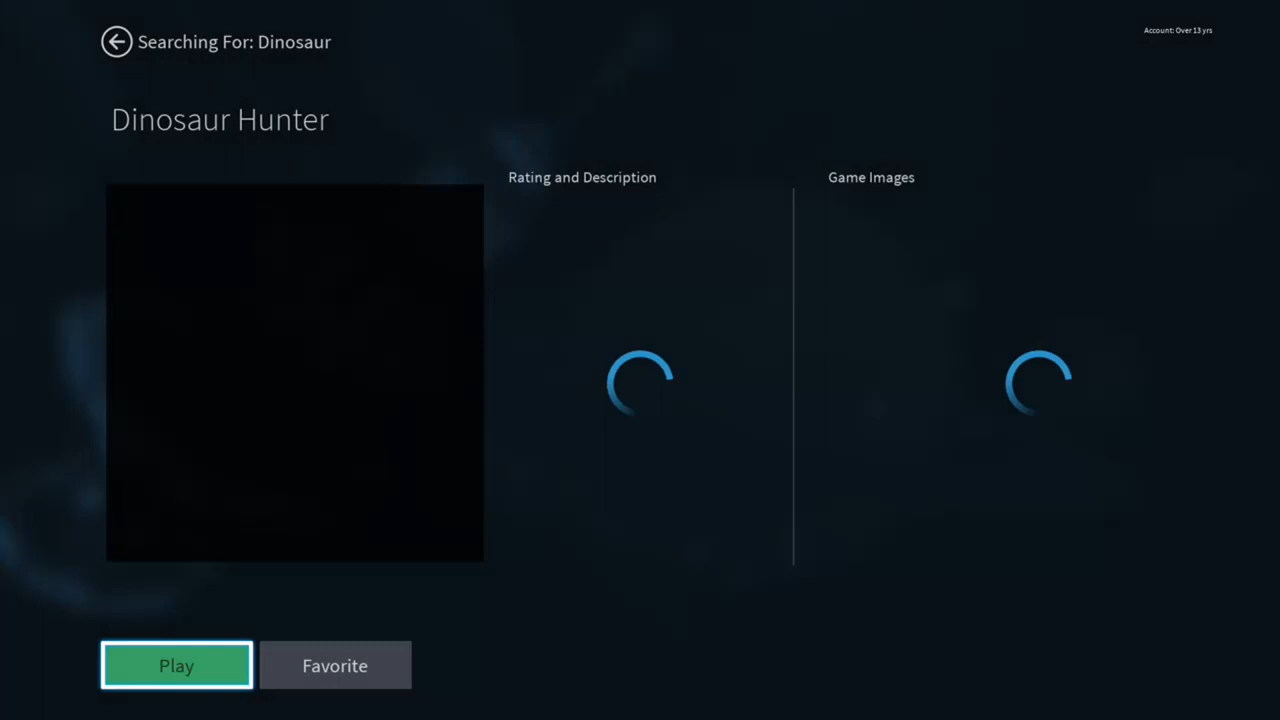 Searching For: Dinosaur
Account: Over 13 yrs
Dinosaur Hunter
Rating and Description
Game Images
Play
Favorite